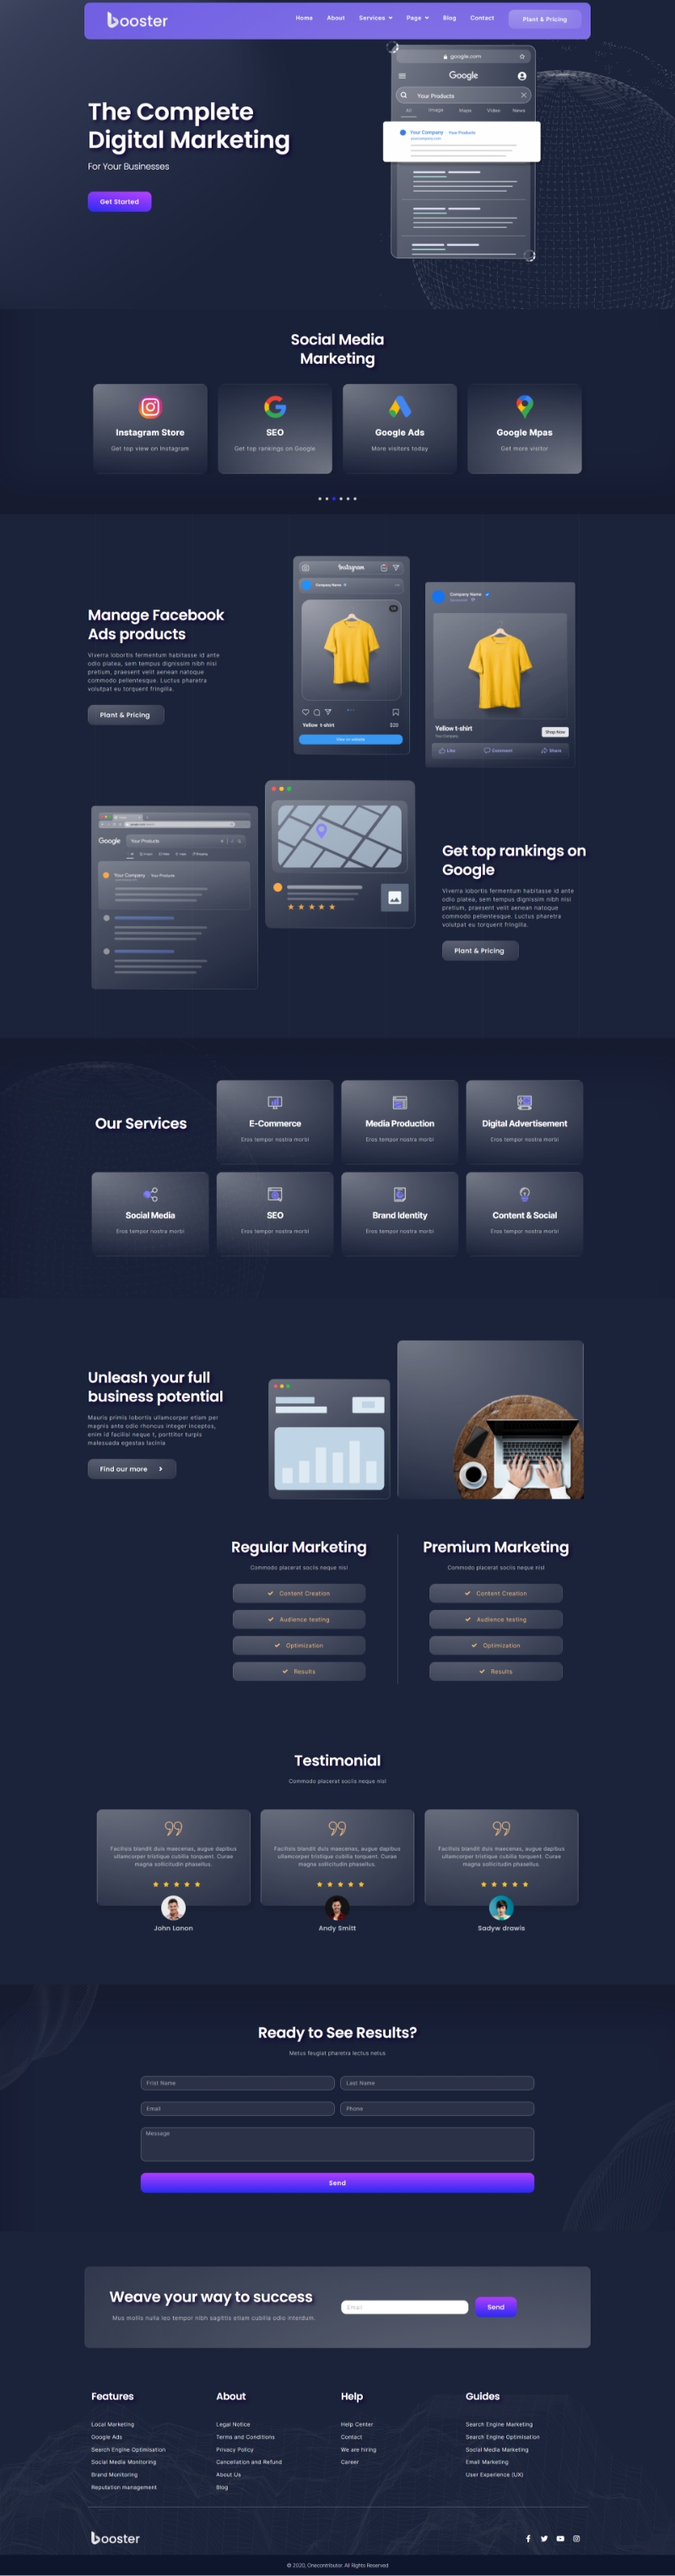 booster
Home About Services Page Blog Contact Plant & Pricing
google.com
Google
Your Products
All Image Maps Video News
Your Company Your Products
yourcompany.com
The Complete
Digital Marketing
For Your Businesses
Get Started
Social Media
Marketing
Instagram Store SEO Google Ads Google Mpas
Get top view on Instagram Get top rankings on Google More visitors today Get more visitor
Instagram
Company Name
Company Name
Manage Facebook
Ads products
Viverra lobortis fermentum habitasse id ante
odio platea, sem tempus dignissim nibh nisi
pretium, praesent velit aenean natoque
commodo pellentesque. Luctus pharetra
volutpat eu torquent fringilla.
Plant & Pricing
Yellow t-shirt $20
View on website
Yellow t-shirt
Your Company
Shop Now
Like Comment Share
Google
Your Products
Your Company Your Products
Get top rankings on
Google
Viverra lobortis fermentum habitasse id ante
odio platea, sem tempus dignissim nibh nisi
pretium, praesent velit aenean natoque
commodo pellentesque. Luctus pharetra
volutpat eu torquent fringilla.
Plant & Pricing
Our Services
E-Commerce Media Production Digital Advertisement
Eros tempor nostra morbi Eros tempor nostra morbi Eros tempor nostra morbi
Social Media SEO Brand Identity Content & Social
Eros tempor nostra morbi Eros tempor nostra morbi Eros tempor nostra morbi Eros tempor nostra morbi
Unleash your full
business potential
Mauris primis lobortis ullamcorper etiam per
magnis ante odio rhoncus integer inceptos,
enim id facilisi neque t, porttitor turpis
malesuada egestas lacinia
Find our more
Regular Marketing Premium Marketing
Commodo placerat sociis neque nisl Commodo placerat sociis neque nisl
Content Creation Content Creation
Audience testing Audience testing
Optimization Optimization
Results Results
Testimonial
Commodo placerat sociis neque nisl
Facilisis blandit duis maecenas, augue dapibus
ullamcorper tristique cubilia torquent. Curae
magna sollicitudin phasellus.
John Lanon
Facilisis blandit duis maecenas, augue dapibus
ullamcorper tristique cubilia torquent. Curae
magna sollicitudin phasellus.
Andy Smitt
Facilisis blandit duis maecenas, augue dapibus
ullamcorper tristique cubilia torquent. Curae
magna sollicitudin phasellus.
Sadyw drawis
Ready to See Results?
Metus feugiat pharetra lectus netus
Frist Name Last Name
Email Phone
Message
Send
Weave your way to success
Mus mollis nulla leo tempor nibh sagittis etiam cubilia odio interdum.
Email Send
Features About Help Guides
Local Marketing Legal Notice Help Center Search Engine Marketing
Google Ads Terms and Conditions Contact Search Engine Optimisation
Search Engine Optimisation Privacy Policy We are hiring Social Media Marketing
Social Media Monitoring Cancellation and Refund Career Email Marketing
Brand Monitoring About Us User Experience (UX)
Reputation management Blog
booster
© 2020, Onecontributor. All Rights Reserved